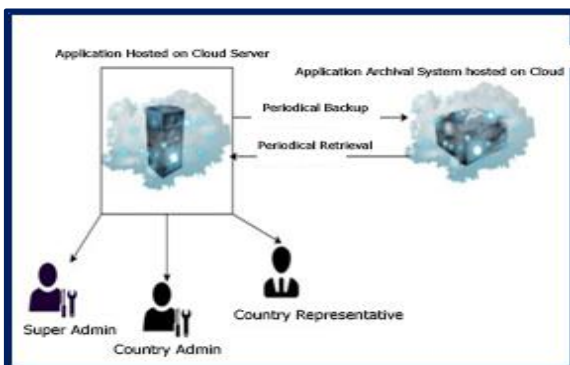 Application Hosted on Cloud Server
Application Archival System hosted on Cloud
Periodical Backup
Periodical Retrieval
Super Admin
Country Admin
Country Representative